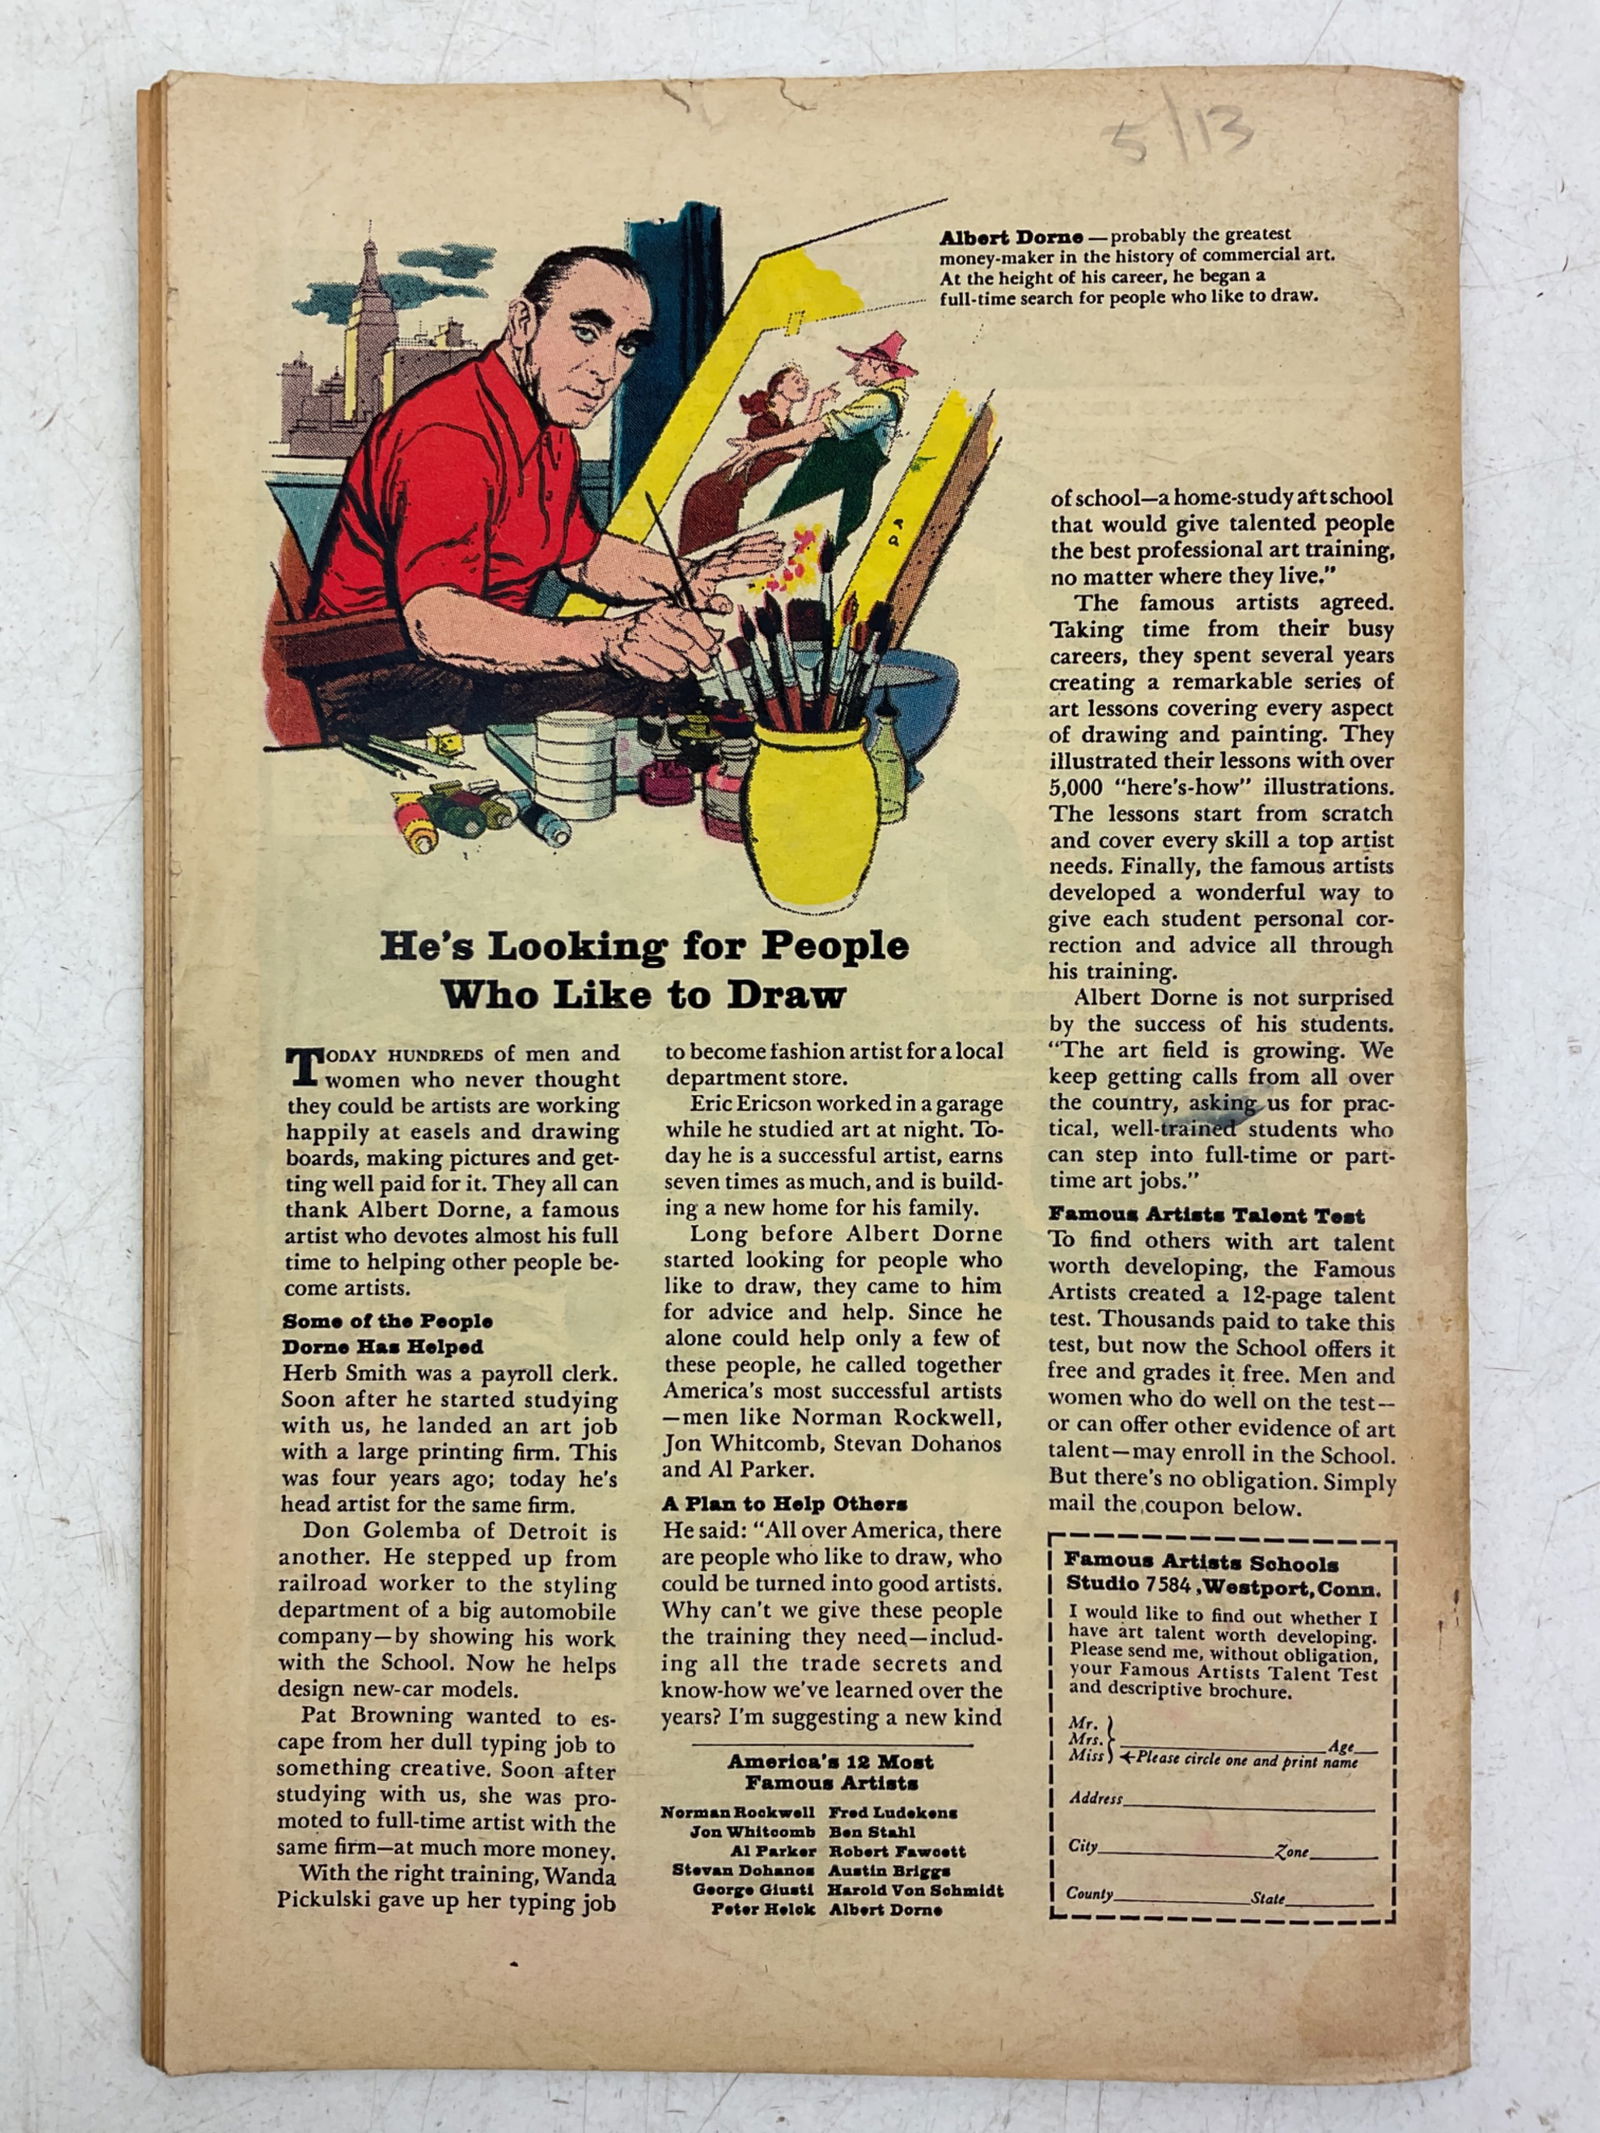 5/13
Albert Dorne — probably the greatest
money-maker in the history of commercial art.
At the height of his career, he began a
full-time search for people who like to draw.
He's Looking for People
Who Like to Draw
TODAY HUNDREDS of men and
women who never thought
they could be artists are working
happily at easels and drawing
boards, making pictures and get-
ting well paid for it. They all can
thank Albert Dorne, a famous
artist who devotes almost his full
time to helping other people be-
come artists.
Some of the People
Dorne Has Helped
Herb Smith was a payroll clerk.
Soon after he started studying
with us, he landed an art job
with a large printing firm. This
was four years ago; today he's
head artist for the same firm.
Don Golemba of Detroit is
another. He stepped up from
railroad worker to the styling
department of a big automobile
company—by showing his work
with the School. Now he helps
design new-car models.
Pat Browning wanted to es-
cape from her dull typing job to
something creative. Soon after
studying with us, she was pro-
moted to full-time artist with the
same firm—at much more money.
With the right training, Wanda
Pickulski gave up her typing job
to become fashion artist for a local
department store.
Eric Ericson worked in a garage
while he studied art at night. To-
day he is a successful artist, earns
seven times as much, and is build-
ing a new home for his family.
Long before Albert Dorne
started looking for people who
like to draw, they came to him
for advice and help. Since he
alone could help only a few of
these people, he called together
America's most successful artists
—men like Norman Rockwell,
Jon Whitcomb, Stevan Dohanos
and Al Parker.
A Plan to Help Others
He said: "All over America, there
are people who like to draw, who
could be turned into good artists.
Why can't we give these people
the training they need—includ-
ing all the trade secrets and
know-how we've learned over the
years? I'm suggesting a new kind
America's 12 Most
Famous Artists
Norman Rockwell Fred Ludekens
Jon Whitcomb Ben Stahl
Al Parker Robert Fawcett
Stevan Dohanos Austin Briggs
George Giusti Harold Von Schmidt
Peter Helck Albert Dorne
of school—a home-study art school
that would give talented people
the best professional art training,
no matter where they live."
The famous artists agreed.
Taking time from their busy
careers, they spent several years
creating a remarkable series of
art lessons covering every aspect
of drawing and painting. They
illustrated their lessons with over
5,000 "here's-how" illustrations.
The lessons start from scratch
and cover every skill a top artist
needs. Finally, the famous artists
developed a wonderful way to
give each student personal cor-
rection and advice all through
his training.
Albert Dorne is not surprised
by the success of his students.
"The art field is growing. We
keep getting calls from all over
the country, asking us for prac-
tical, well-trained students who
can step into full-time or part-
time art jobs."
Famous Artists Talent Test
To find others with art talent
worth developing, the Famous
Artists created a 12-page talent
test. Thousands paid to take this
test, but now the School offers it
free and grades it free. Men and
women who do well on the test—
or can offer other evidence of art
talent—may enroll in the School.
But there's no obligation. Simply
mail the coupon below.
Famous Artists Schools
Studio 7584, Westport, Conn.
I would like to find out whether I
have art talent worth developing.
Please send me, without obligation,
your Famous Artists Talent Test
and descriptive brochure.
Mr.
Mrs. Age
Miss Please circle one and print name
Address
City Zone
County State